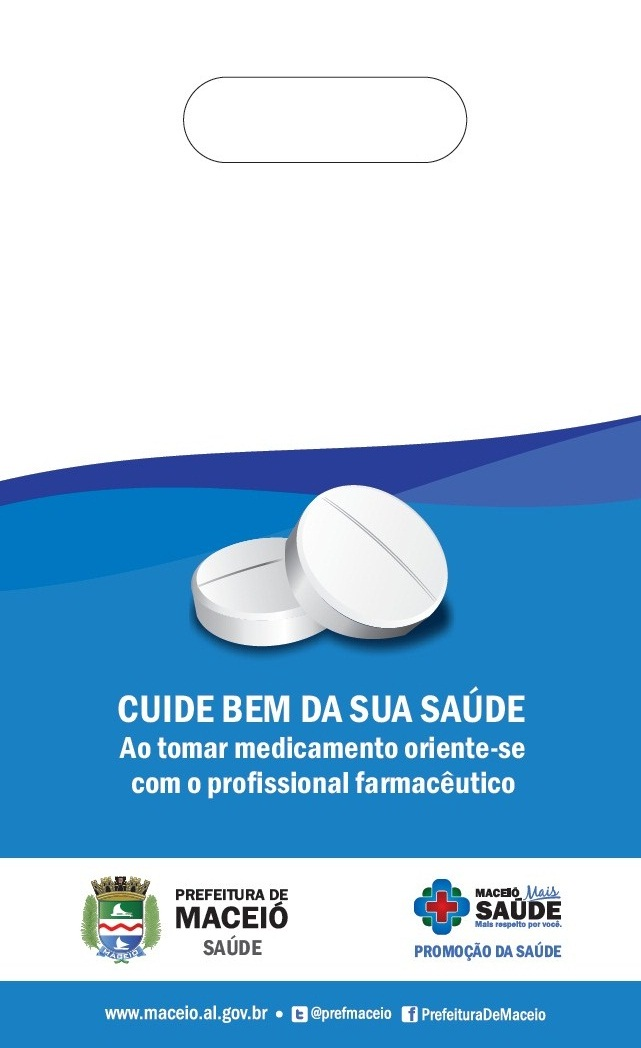 CUIDE BEM DA SUA SAÚDE
Ao tomar medicamento oriente-se
com o profissional farmacêutico
MACEIÓ
PREFEITURA DE
MACEIÓ
SAÚDE
MACEIÓ Mais
SAÚDE
Mais respeito por você.
PROMOÇÃO DA SAÚDE
www.maceio.al.gov.br • @prefmaceio PrefeituraDeMaceio